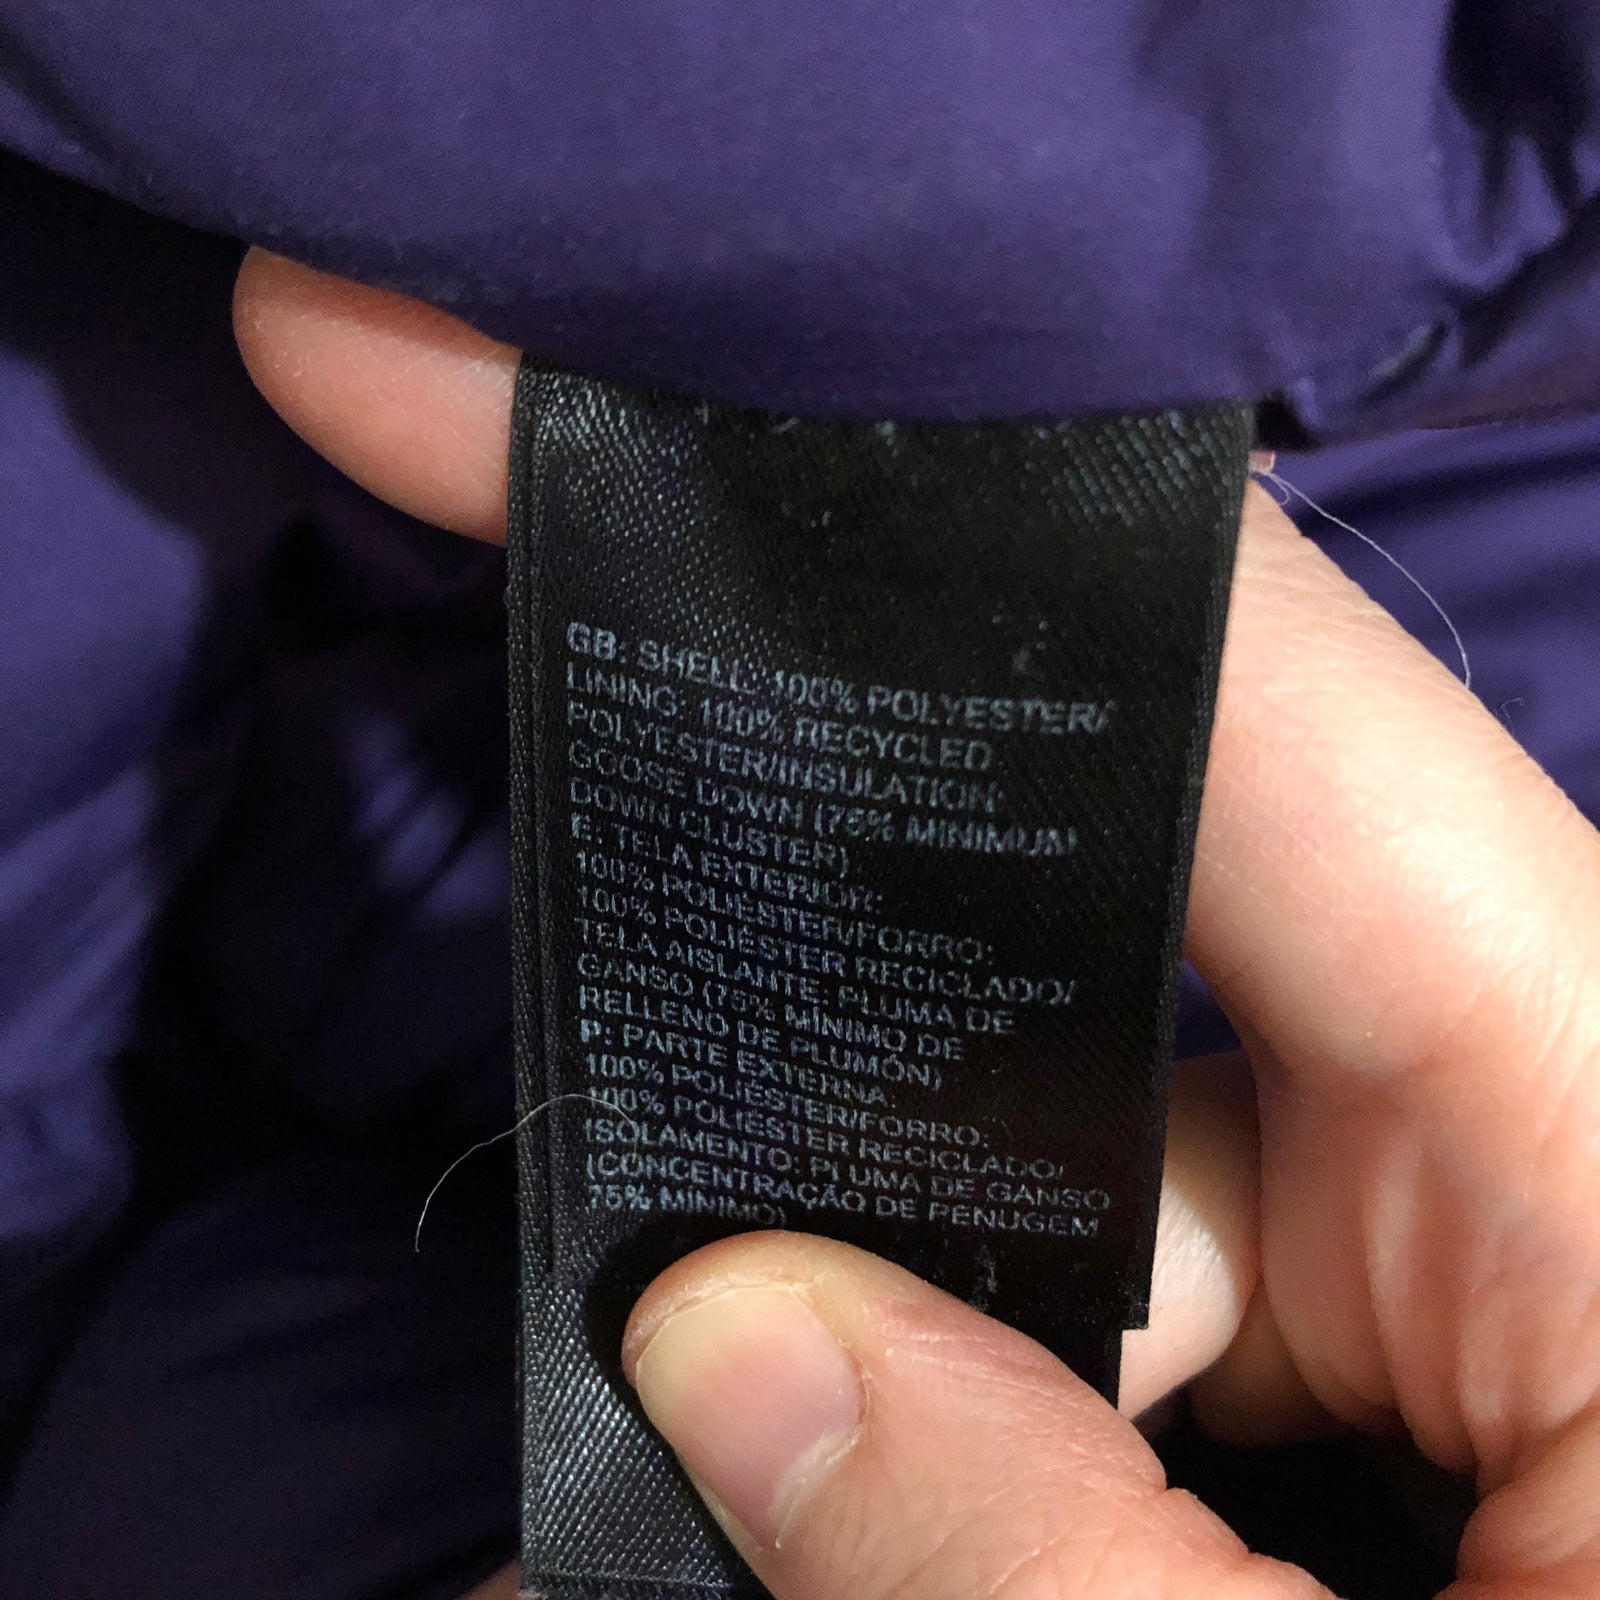 GB: SHELL: 100% POLYESTER/
LINING: 100% RECYCLED
POLYESTER/INSULATION:
GOOSE DOWN (75% MINIMUM
DOWN CLUSTER)
E: TELA EXTERIOR:
100% POLIÉSTER/FORRO:
100% POLIÉSTER RECICLADO/
TELA AISLANTE: PLUMA DE
GANSO (75% MÍNIMO DE
RELLENO DE PLUMÓN)
P: PARTE EXTERNA:
100% POLIÉSTER/FORRO:
100% POLIÉSTER RECICLADO/
ISOLAMENTO: PLUMA DE GANSO
(CONCENTRAÇÃO DE PENUGEM
75% MÍNIMO)